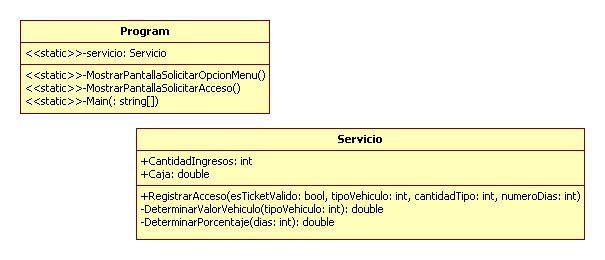 Program
<<static>>-servicio: Servicio
<<static>>-MostrarPantallaSolicitarOpcionMenu()
<<static>>-MostrarPantallaSolicitarAcceso()
<<static>>-Main(: string[])
Servicio
+CantidadIngresos: int
+Caja: double
+RegistrarAcceso(esTicketValido: bool, tipoVehiculo: int, cantidadTipo: int, numeroDias: int)
-DeterminarValorVehiculo(tipoVehiculo: int): double
-DeterminarPorcentaje(dias: int): double